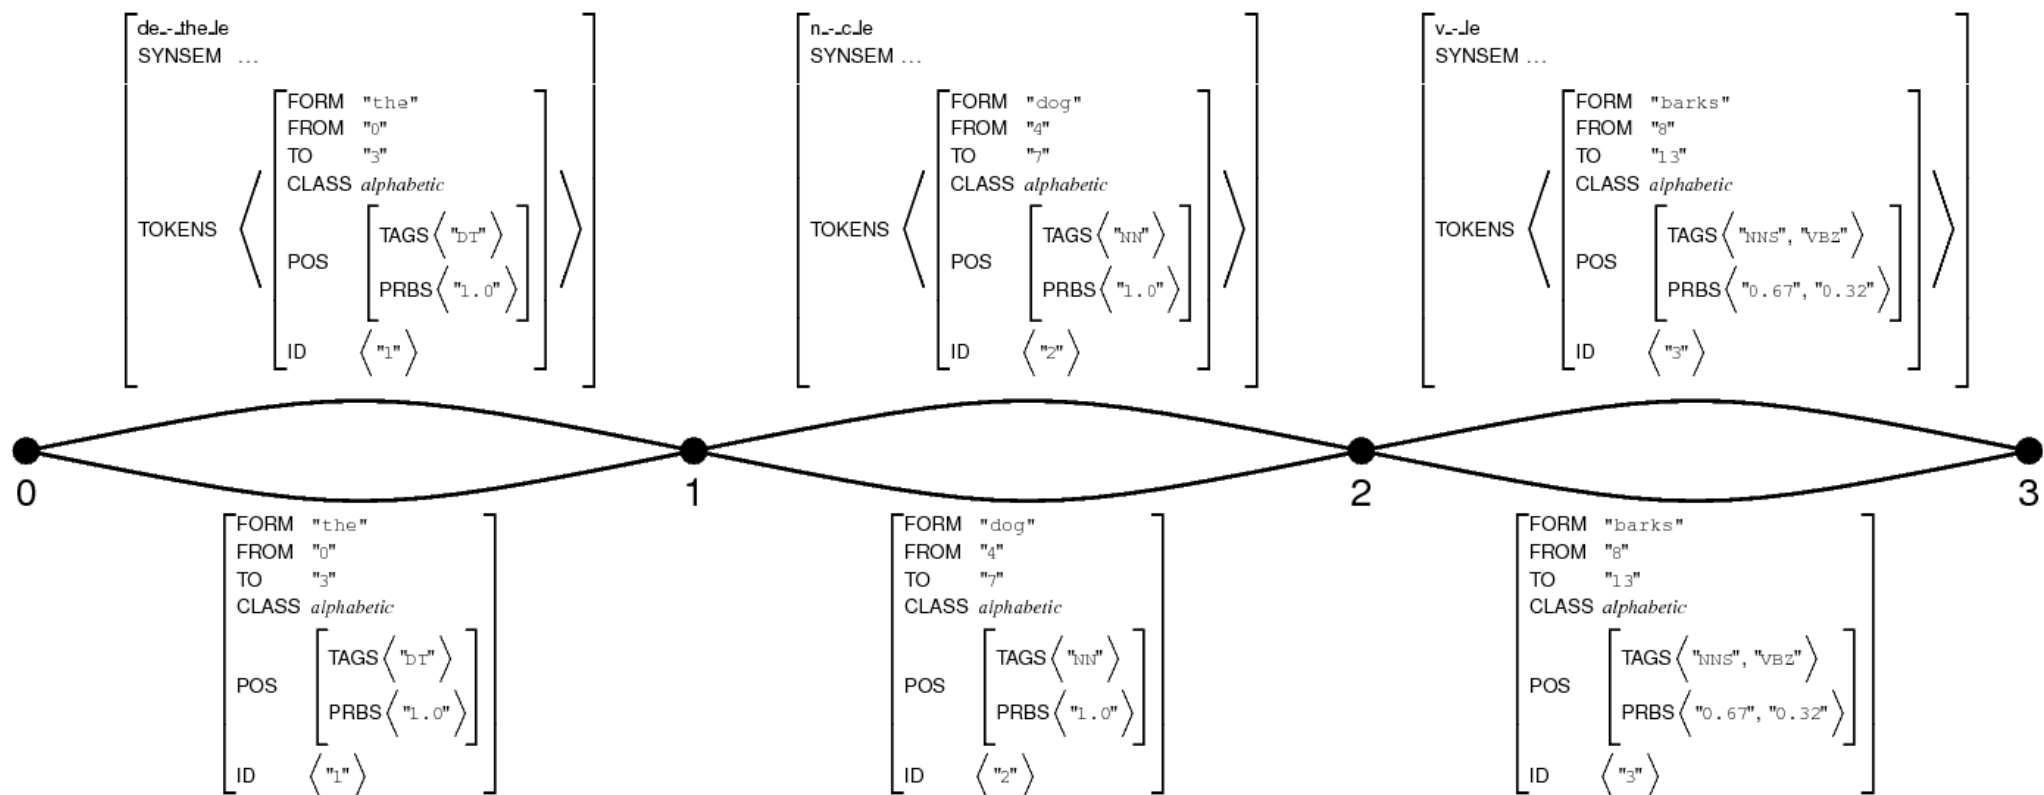 de_-_the_le
SYNSEM ...
FORM "the"
FROM "0"
TO "3"
CLASS alphabetic
TOKENS
TAGS ⟨"DT"⟩
POS
PRBS ⟨"1.0"⟩
ID ⟨"1"⟩
n_-_c_le
SYNSEM ...
FORM "dog"
FROM "4"
TO "7"
CLASS alphabetic
TOKENS
TAGS ⟨"NN"⟩
POS
PRBS ⟨"1.0"⟩
ID ⟨"2"⟩
v_-_le
SYNSEM ...
FORM "barks"
FROM "8"
TO "13"
CLASS alphabetic
TOKENS
TAGS ⟨"NNS", "VBZ"⟩
POS
PRBS ⟨"0.67", "0.32"⟩
ID ⟨"3"⟩
0 1 2 3
FORM "the"
FROM "0"
TO "3"
CLASS alphabetic
TAGS ⟨"DT"⟩
POS
PRBS ⟨"1.0"⟩
ID ⟨"1"⟩
FORM "dog"
FROM "4"
TO "7"
CLASS alphabetic
TAGS ⟨"NN"⟩
POS
PRBS ⟨"1.0"⟩
ID ⟨"2"⟩
FORM "barks"
FROM "8"
TO "13"
CLASS alphabetic
TAGS ⟨"NNS", "VBZ"⟩
POS
PRBS ⟨"0.67", "0.32"⟩
ID ⟨"3"⟩